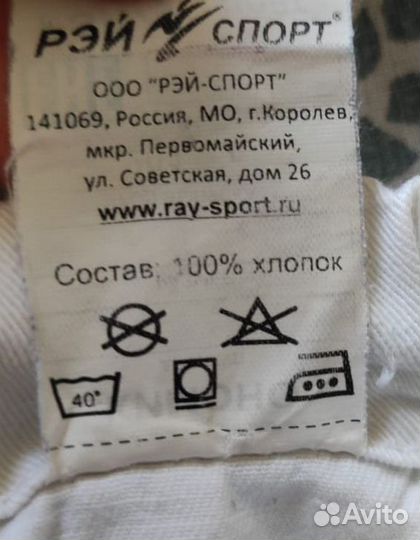 РЭЙ СПОРТ®
ООО "РЭЙ-СПОРТ"
141069, Россия, МО, г.Королев,
мкр. Первомайский,
ул. Советская, дом 26
www.ray-sport.ru
Состав: 100% хлопок
40°
Avito